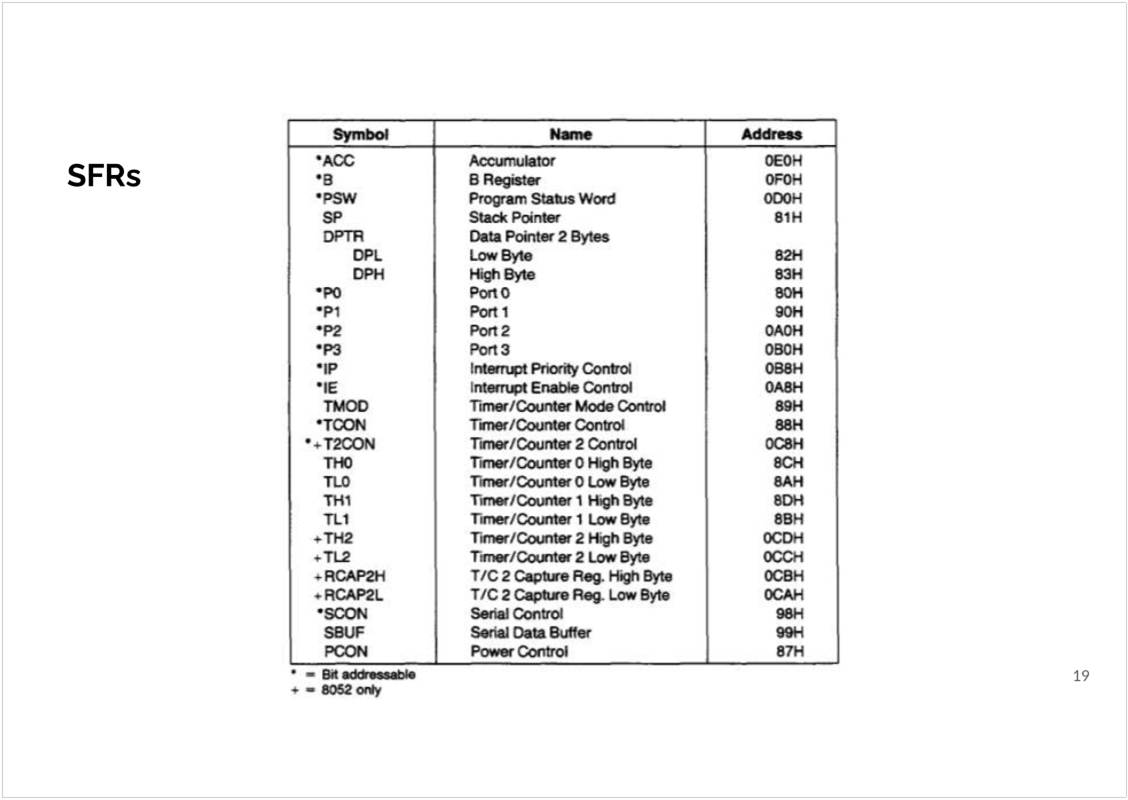 SFRs
Symbol Name Address
*ACC Accumulator 0E0H
*B B Register 0F0H
*PSW Program Status Word 0D0H
SP Stack Pointer 81H
DPTR Data Pointer 2 Bytes
DPL Low Byte 82H
DPH High Byte 83H
*P0 Port 0 80H
*P1 Port 1 90H
*P2 Port 2 0A0H
*P3 Port 3 0B0H
*IP Interrupt Priority Control 0B8H
*IE Interrupt Enable Control 0A8H
TMOD Timer/Counter Mode Control 89H
*TCON Timer/Counter Control 88H
*+T2CON Timer/Counter 2 Control 0C8H
TH0 Timer/Counter 0 High Byte 8CH
TL0 Timer/Counter 0 Low Byte 8AH
TH1 Timer/Counter 1 High Byte 8DH
TL1 Timer/Counter 1 Low Byte 8BH
+TH2 Timer/Counter 2 High Byte 0CDH
+TL2 Timer/Counter 2 Low Byte 0CCH
+RCAP2H T/C 2 Capture Reg. High Byte 0CBH
+RCAP2L T/C 2 Capture Reg. Low Byte 0CAH
*SCON Serial Control 98H
SBUF Serial Data Buffer 99H
PCON Power Control 87H
* = Bit addressable
+ = 8052 only
19